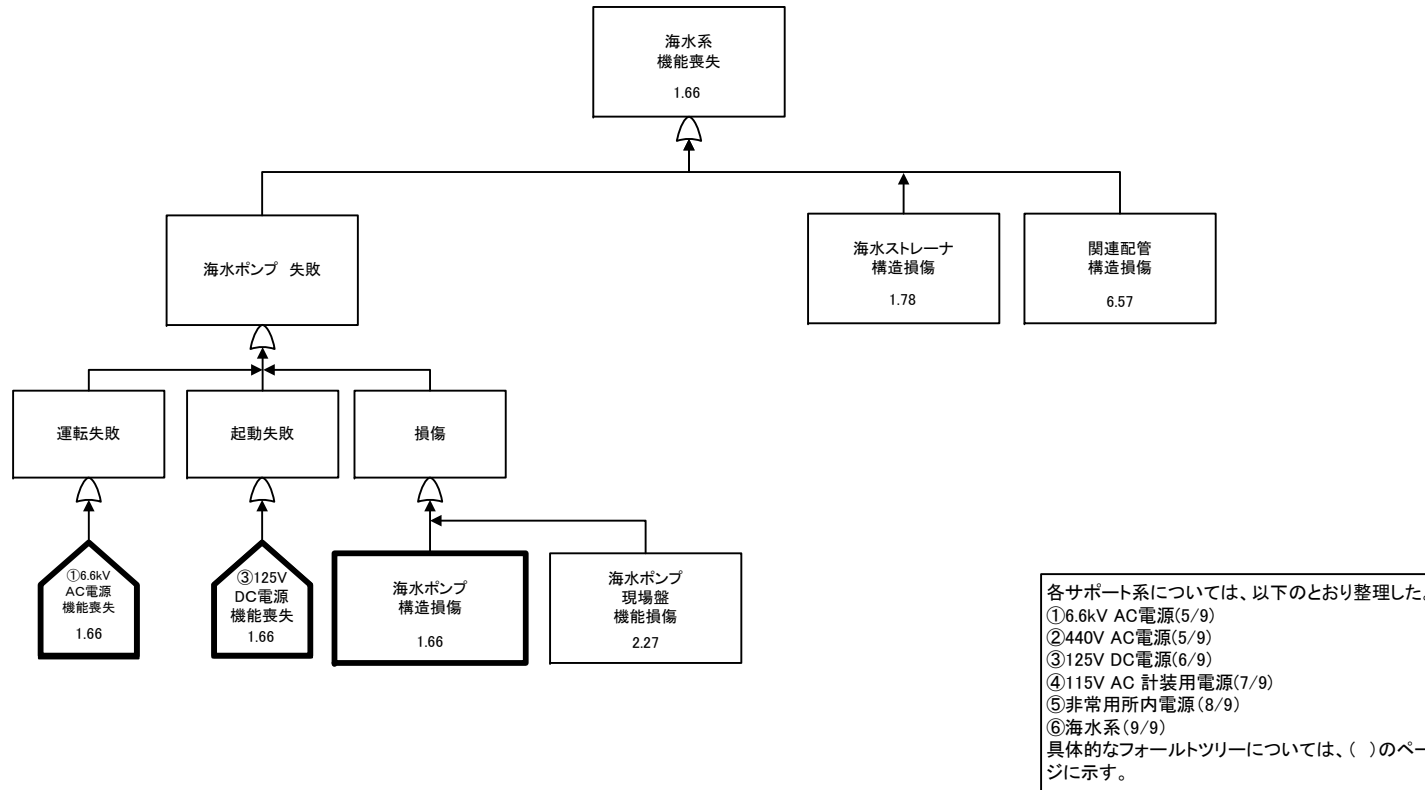 海水系
機能喪失
1.66
海水ポンプ 失敗
海水ストレーナ
構造損傷
1.78
関連配管
構造損傷
6.57
運転失敗
起動失敗
損傷
①6.6kV
AC電源
機能喪失
1.66
③125V
DC電源
機能喪失
1.66
海水ポンプ
構造損傷
1.66
海水ポンプ
現場盤
機能損傷
2.27
各サポート系については、以下のとおり整理した。
①6.6kV AC電源(5/9)
②440V AC電源(5/9)
③125V DC電源(6/9)
④115V AC 計装用電源(7/9)
⑤非常用所内電源(8/9)
⑥海水系(9/9)
具体的なフォールトツリーについては、( )のペー
ジに示す。